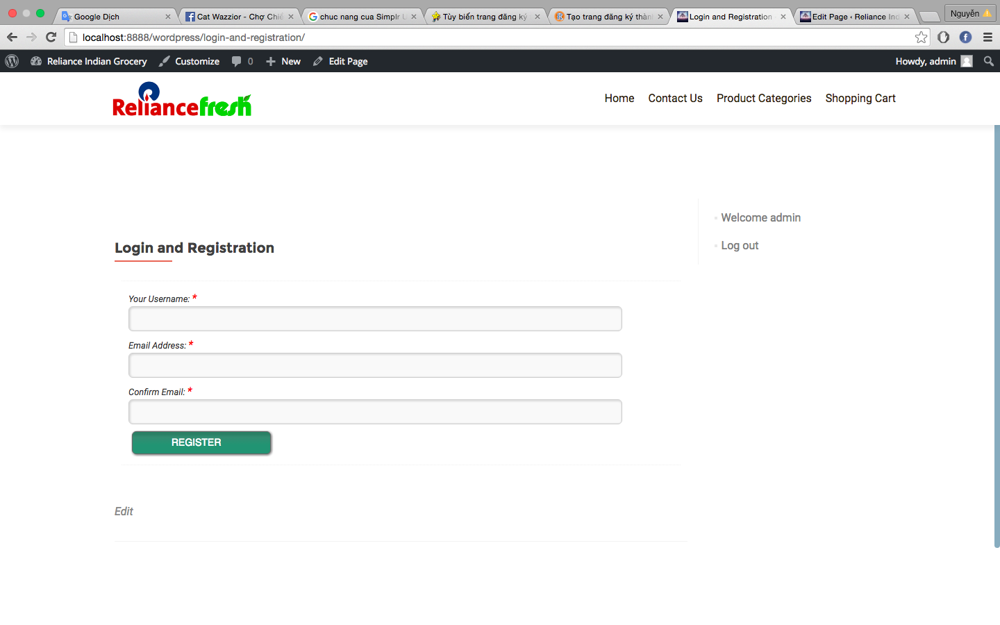 Google Dịch
Cat Wazzior - Chợ Chiế
chuc nang cua Simplr U
Tùy biến trang đăng ký
Tạo trang đăng ký thàn
Login and Registration
Edit Page ‹ Reliance Ind
Nguyễn
localhost:8888/wordpress/login-and-registration/
Reliance Indian Grocery
Customize
0
New
Edit Page
Howdy, admin
Reliancefresh
Home
Contact Us
Product Categories
Shopping Cart
Welcome admin
Log out
Login and Registration
Your Username: *
Email Address: *
Confirm Email: *
REGISTER
Edit